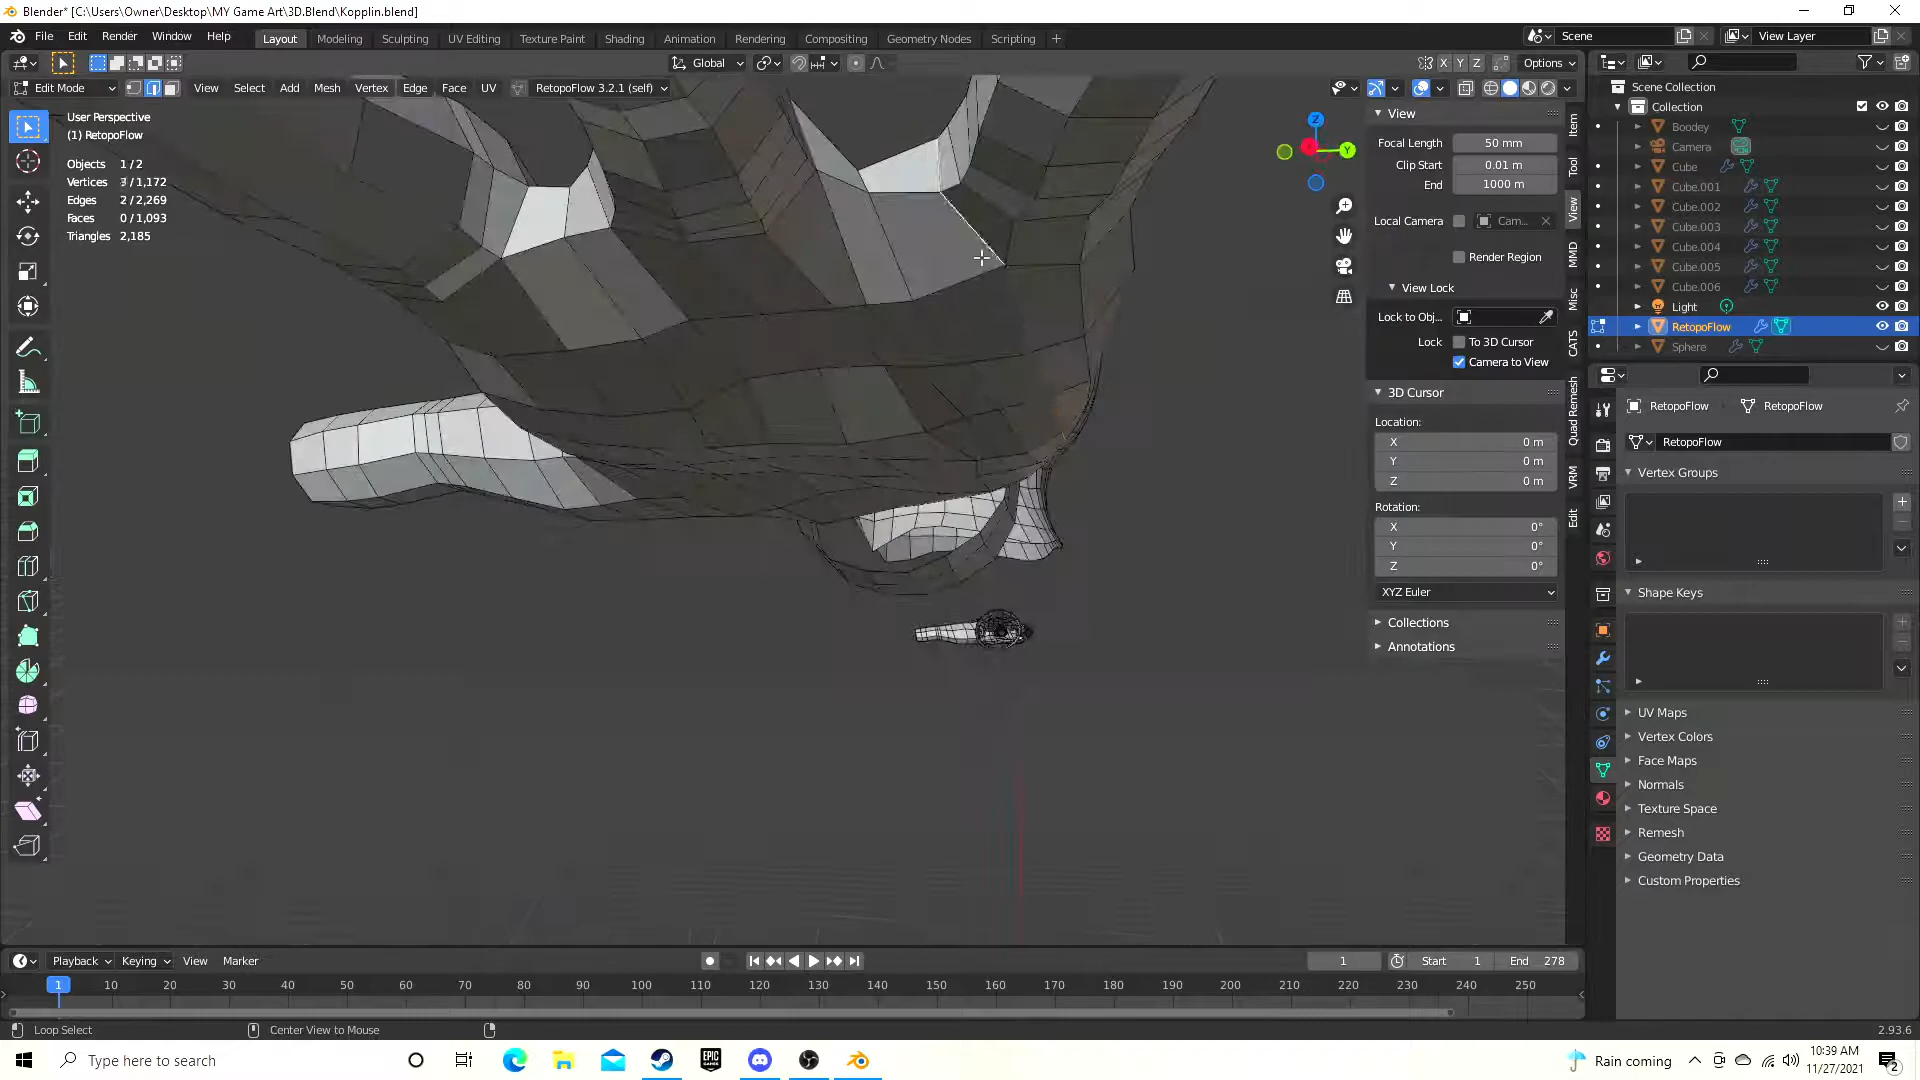 Blender* [C:\Users\Owner\Desktop\MY Game Art\3D.Blend\Kopplin.blend]
File Edit Render Window Help
Layout Modeling Sculpting UV Editing Texture Paint Shading Animation Rendering Compositing Geometry Nodes Scripting +
Scene
View Layer
Global
X Y Z
Options
Edit Mode
View Select Add Mesh Vertex Edge Face UV
RetopoFlow 3.2.1 (self)
User Perspective
(1) RetopoFlow
Objects 1/2
Vertices 3/1,172
Edges 2/2,269
Faces 0/1,093
Triangles 2,185
Z
Y
View
Focal Length 50 mm
Clip Start 0.01 m
End 1000 m
Local Camera Cam...
Render Region
View Lock
Lock to Obj...
Lock To 3D Cursor
Camera to View
3D Cursor
Location:
X 0 m
Y 0 m
Z 0 m
Rotation:
X 0°
Y 0°
Z 0°
XYZ Euler
Collections
Annotations
Item
Tool
View
MMD
Misc
CATS
Quad Remesh
VRM
Edit
Scene Collection
Collection
Boodey
Camera
Cube
Cube.001
Cube.002
Cube.003
Cube.004
Cube.005
Cube.006
Light
RetopoFlow
Sphere
RetopoFlow RetopoFlow
RetopoFlow
Vertex Groups
Shape Keys
UV Maps
Vertex Colors
Face Maps
Normals
Texture Space
Remesh
Geometry Data
Custom Properties
Playback Keying View Marker
1 Start 1 End 278
1 10 20 30 40 50 60 70 80 90 100 110 120 130 140 150 160 170 180 190 200 210 220 230 240 250
Loop Select Center View to Mouse
2.93.6
Type here to search
EPIC GAMES
Rain coming
10:39 AM
11/27/2021
2